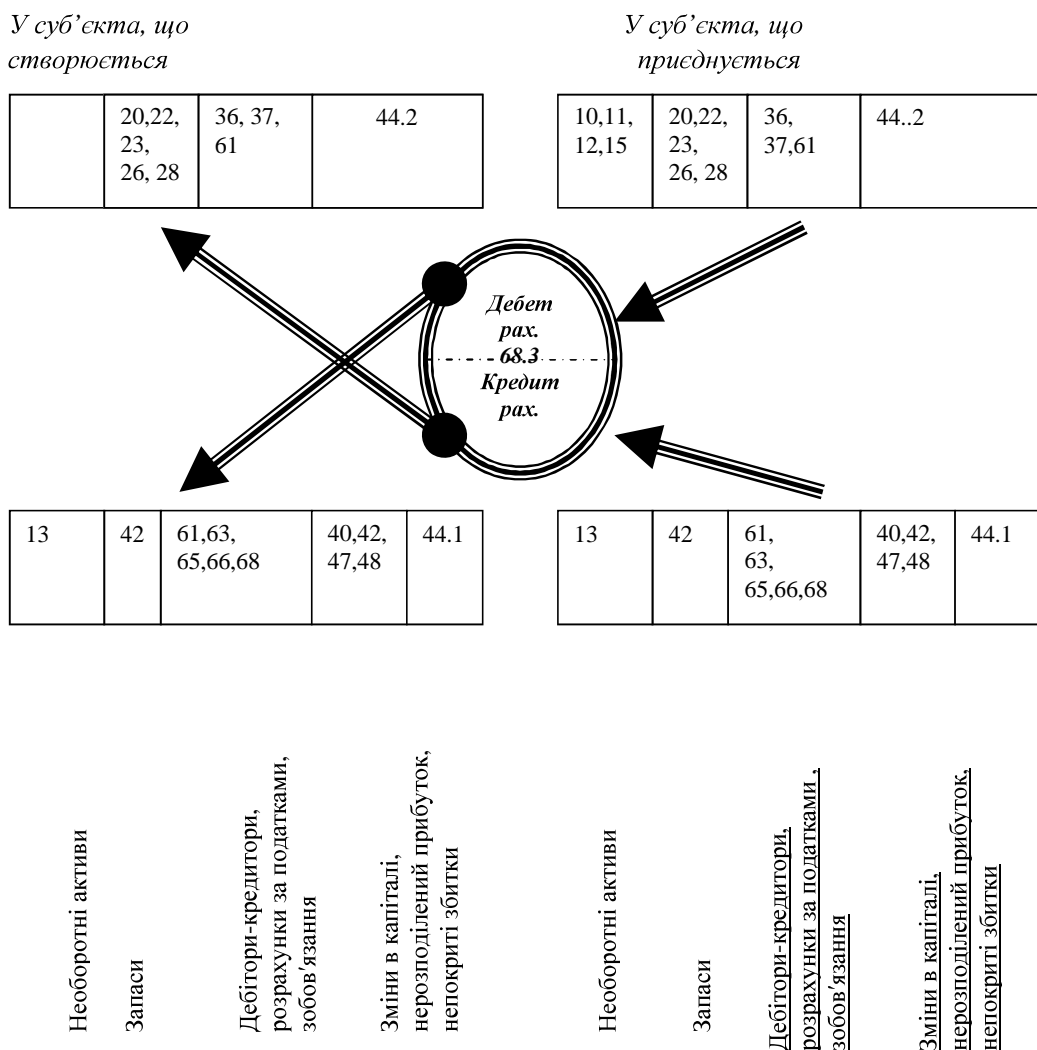 У суб’єкта, що
створюється
У суб’єкта, що
приєднується
20,22,
23,
26, 28
36, 37,
61
44.2
10,11,
12,15
20,22,
23,
26, 28
36,
37,61
44..2
Дебет
рах.
68.3
Кредит
рах.
13
42
61,63,
65,66,68
40,42,
47,48
44.1
13
42
61,
63,
65,66,68
40,42,
47,48
44.1
Необоротні активи
Запаси
Дебітори-кредитори,
розрахунки за податками,
зобов'язання
Зміни в капіталі,
нерозподілений прибуток,
непокриті збитки
Необоротні активи
Запаси
Дебітори-кредитори,
розрахунки за податками ,
зобов'язання
Зміни в капіталі,
нерозподілений прибуток,
непокриті збитки